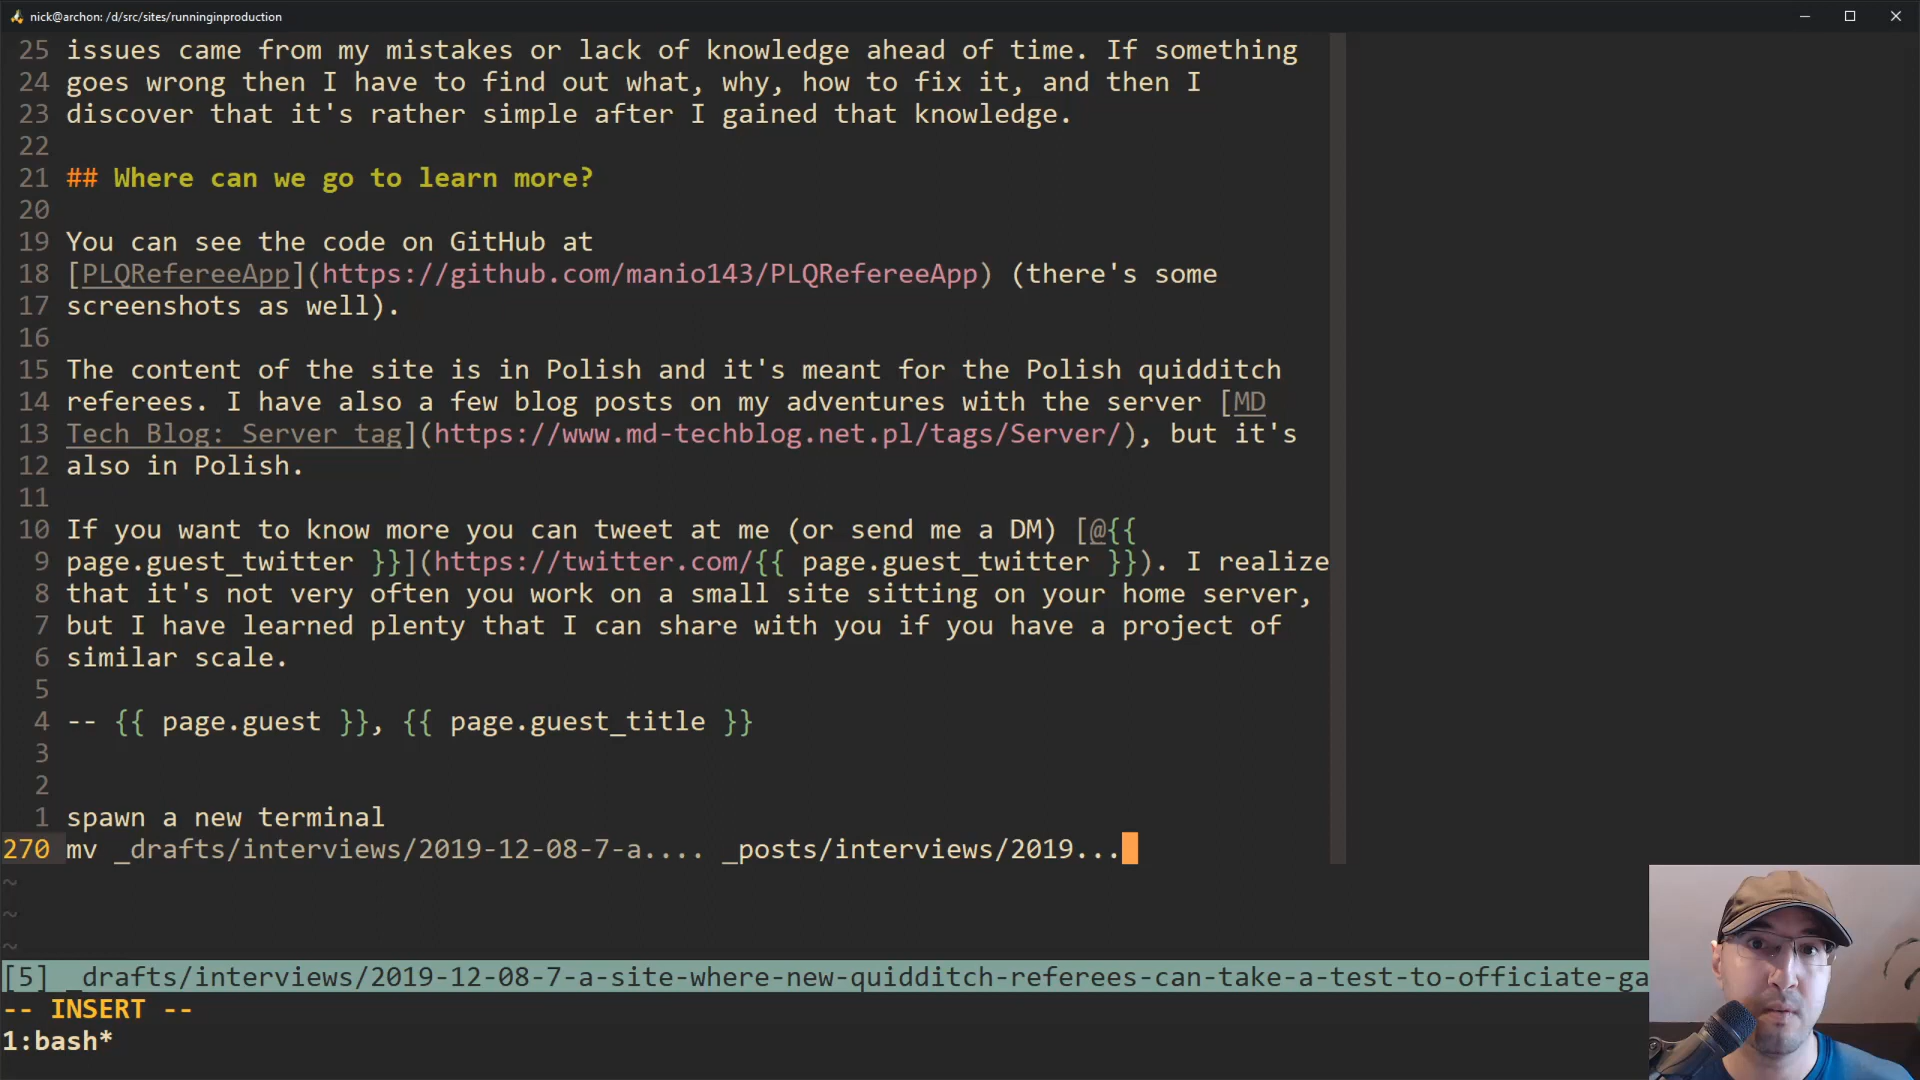 nick@archon: /d/src/sites/runninginproduction
25 issues came from my mistakes or lack of knowledge ahead of time. If something
24 goes wrong then I have to find out what, why, how to fix it, and then I
23 discover that it's rather simple after I gained that knowledge.
22
21 ## Where can we go to learn more?
20
19 You can see the code on GitHub at
18 [PLQRefereeApp](https://github.com/manio143/PLQRefereeApp) (there's some
17 screenshots as well).
16
15 The content of the site is in Polish and it's meant for the Polish quidditch
14 referees. I have also a few blog posts on my adventures with the server [MD
13 Tech Blog: Server tag](https://www.md-techblog.net.pl/tags/Server/), but it's
12 also in Polish.
11
10 If you want to know more you can tweet at me (or send me a DM) [@{{
9 page.guest_twitter }}](https://twitter.com/{{ page.guest_twitter }}). I realize
8 that it's not very often you work on a small site sitting on your home server,
7 but I have learned plenty that I can share with you if you have a project of
6 similar scale.
5
4 -- {{ page.guest }}, {{ page.guest_title }}
3
2
1 spawn a new terminal
270 mv _drafts/interviews/2019-12-08-7-a.... _posts/interviews/2019...
~
~
~
[5] _drafts/interviews/2019-12-08-7-a-site-where-new-quidditch-referees-can-take-a-test-to-officiate-ga
-- INSERT --
1:bash*